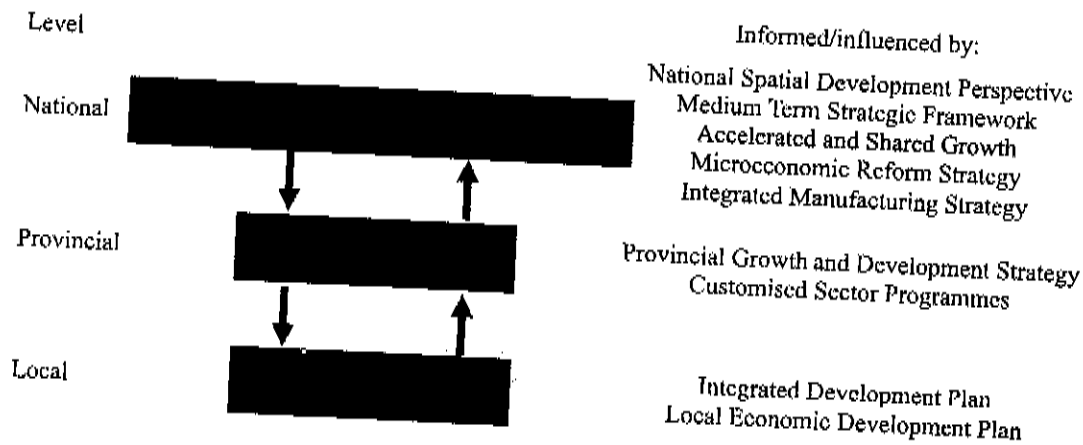 Level
Informed/influenced by:
National
National Spatial Development Perspective
Medium Term Strategic Framework
Accelerated and Shared Growth
Microeconomic Reform Strategy
Integrated Manufacturing Strategy
Provincial
Provincial Growth and Development Strategy
Customised Sector Programmes
Local
Integrated Development Plan
Local Economic Development Plan